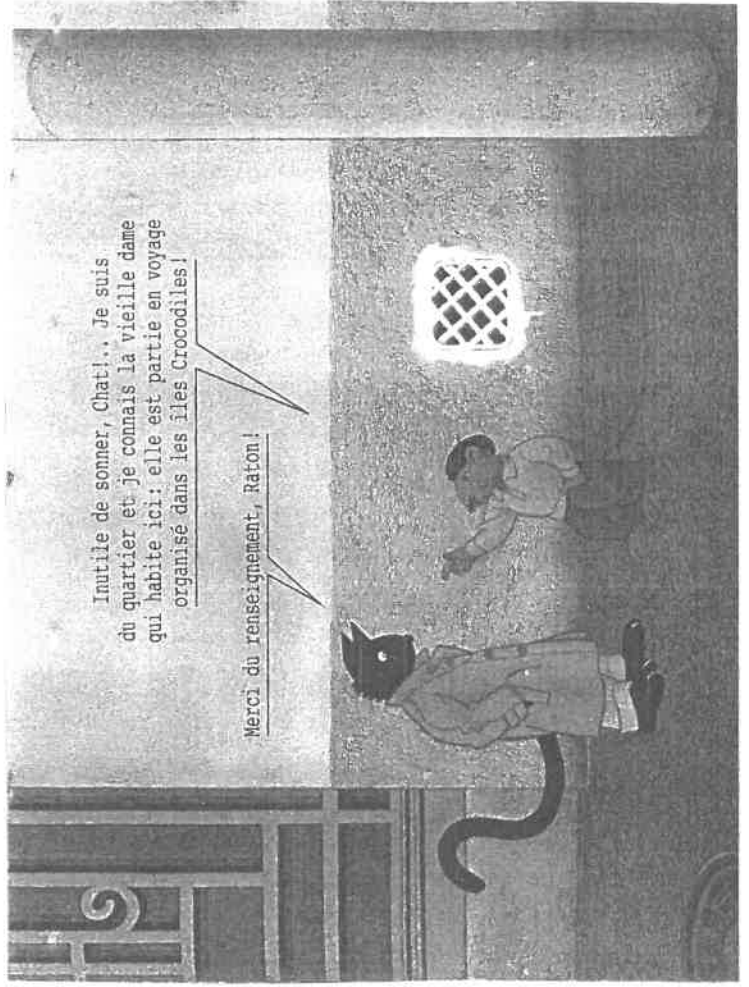 Inutile de sonner, Chat!.. Je suis
du quartier et je connais la vieille dame
qui habite ici: elle est partie en voyage
organisé dans les îles Crocodiles!
Merci du renseignement, Raton!